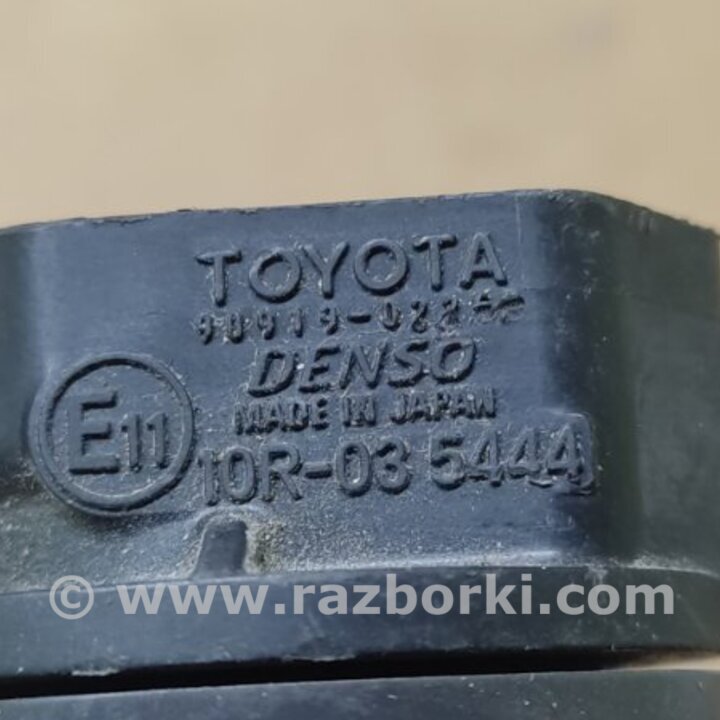 TOYOTA
DENSO
MADE IN JAPAN
E11
10R-03 5444
© www.razborki.com